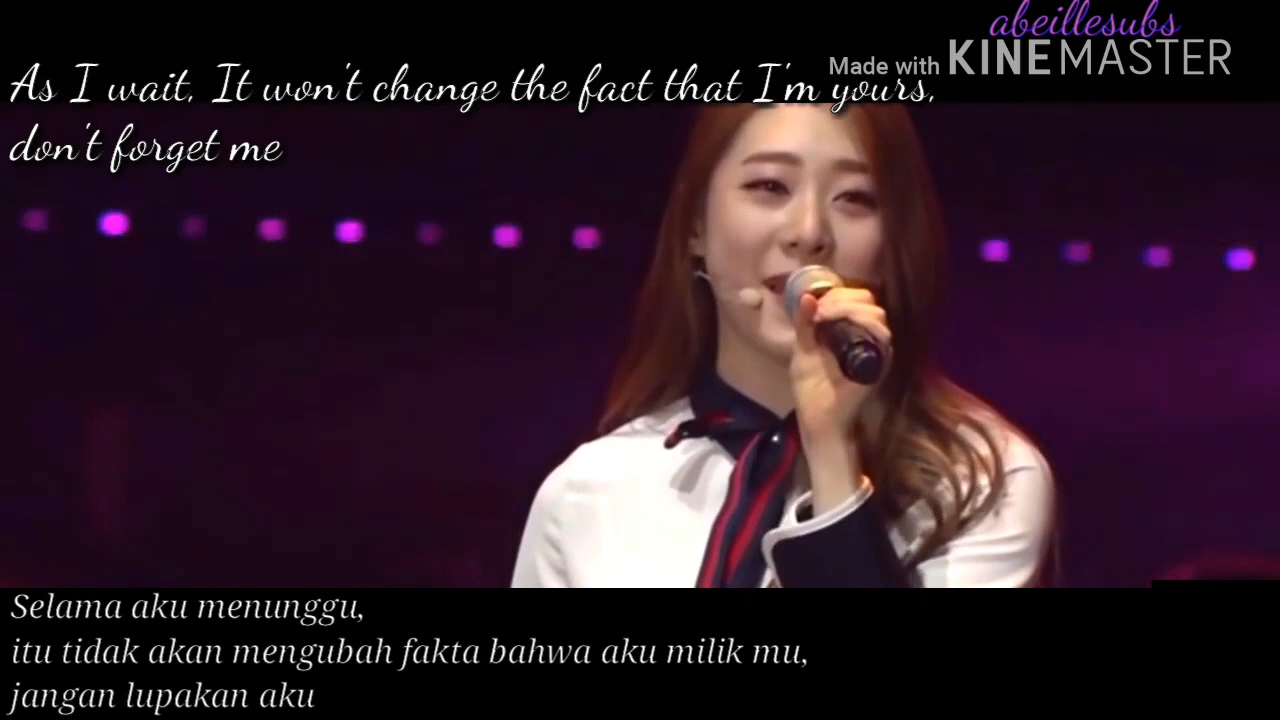 abeillesubs
Made with KINEMASTER
As I wait, It won't change the fact that I'm yours,
don't forget me
Selama aku menunggu,
itu tidak akan mengubah fakta bahwa aku milik mu,
jangan lupakan aku